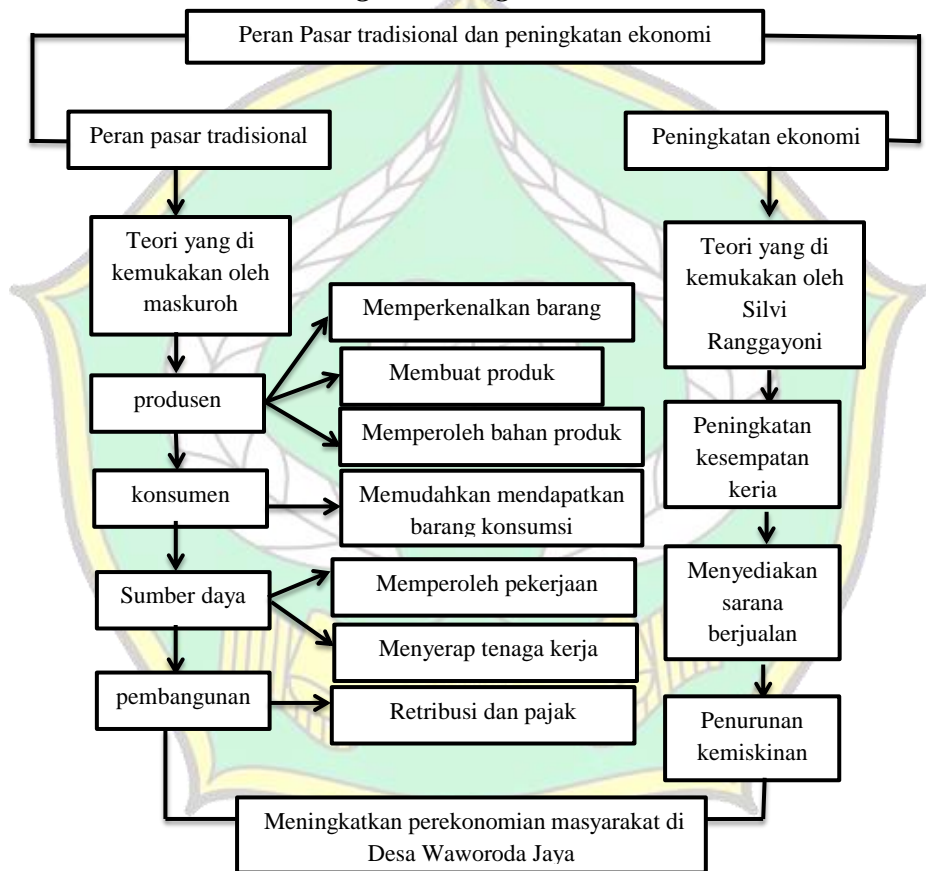 Peran Pasar tradisional dan peningkatan ekonomi
Peran pasar tradisional
Peningkatan ekonomi
Teori yang di
kemukakan oleh
maskuroh
Teori yang di
kemukakan oleh
Silvi
Ranggayoni
Memperkenalkan barang
Membuat produk
produsen
Memperoleh bahan produk
Peningkatan
kesempatan
kerja
konsumen
Memudahkan mendapatkan
barang konsumsi
Sumber daya
Memperoleh pekerjaan
Menyediakan
sarana
berjualan
Menyerap tenaga kerja
pembangunan
Retribusi dan pajak
Penurunan
kemiskinan
Meningkatkan perekonomian masyarakat di
Desa Waworoda Jaya